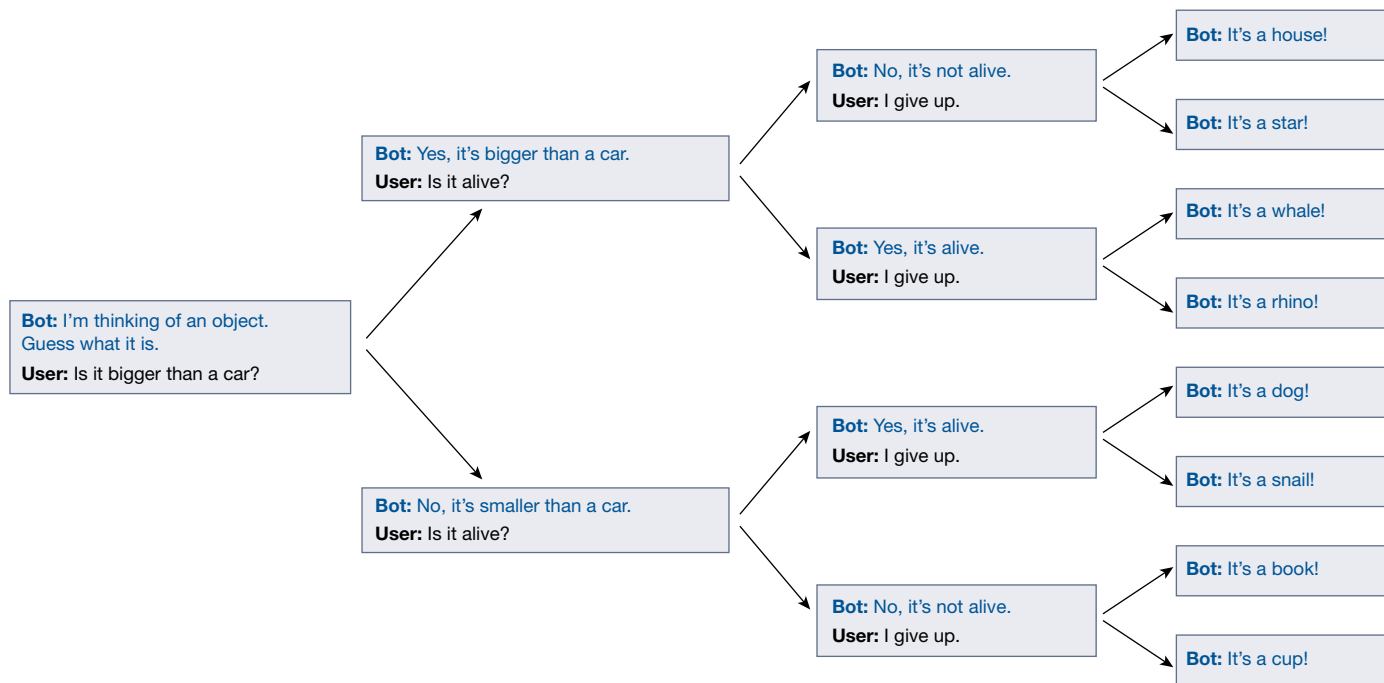 Bot: I'm thinking of an object.
Guess what it is.
User: Is it bigger than a car?
Bot: Yes, it's bigger than a car.
User: Is it alive?
Bot: No, it's smaller than a car.
User: Is it alive?
Bot: No, it's not alive.
User: I give up.
Bot: Yes, it's alive.
User: I give up.
Bot: Yes, it's alive.
User: I give up.
Bot: No, it's not alive.
User: I give up.
Bot: It's a house!
Bot: It's a star!
Bot: It's a whale!
Bot: It's a rhino!
Bot: It's a dog!
Bot: It's a snail!
Bot: It's a book!
Bot: It's a cup!